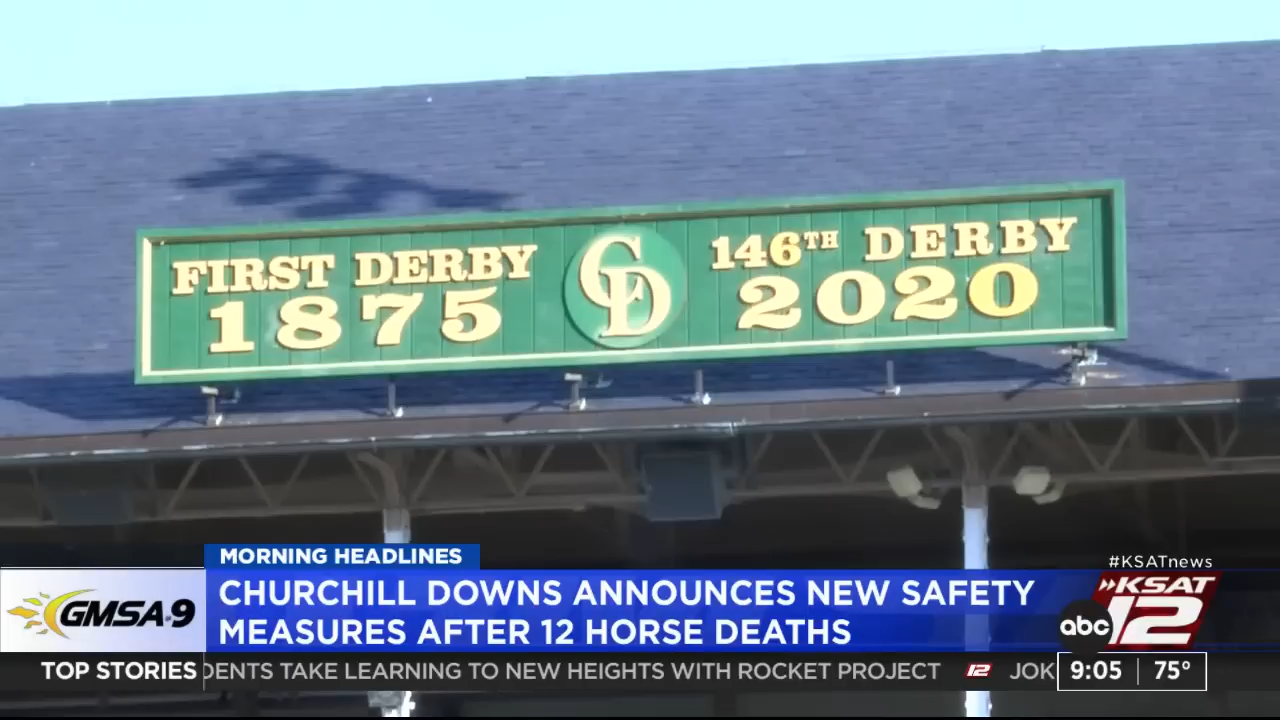 FIRST DERBY
1875
CD
146TH DERBY
2020
#KSATnews
MORNING HEADLINES
CHURCHILL DOWNS ANNOUNCES NEW SAFETY
MEASURES AFTER 12 HORSE DEATHS
GMSA@9
abc
KSAT
12
TOP STORIES
DENTS TAKE LEARNING TO NEW HEIGHTS WITH ROCKET PROJECT 12 JOK
9:05 75°